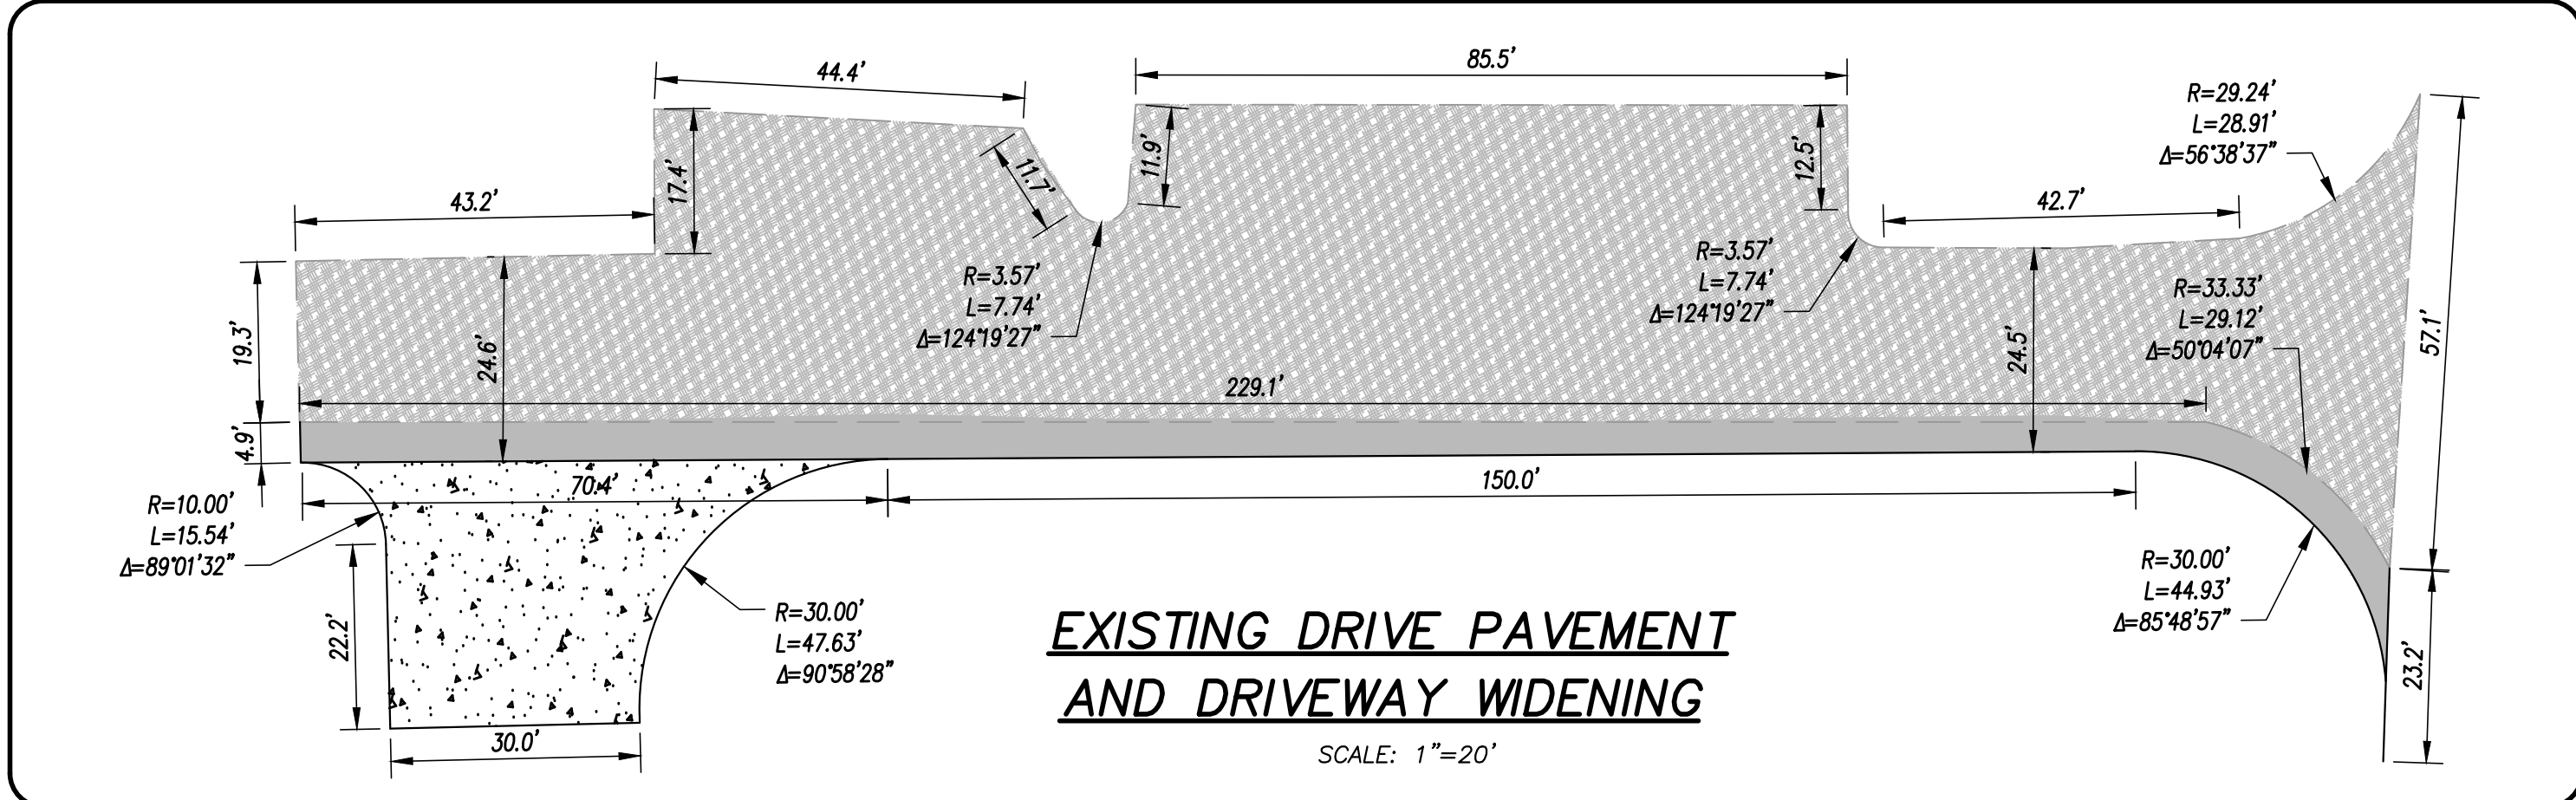 44.4'
85.5'
R=29.24'
L=28.91'
Δ=56°38'37"
43.2'
17.4'
11.7'
11.9'
12.5'
42.7'
R=3.57'
L=7.74'
Δ=124°19'27"
R=3.57'
L=7.74'
Δ=124°19'27"
R=33.33'
L=29.12'
Δ=50°04'07"
19.3'
24.6'
24.5'
57.1'
229.1'
4.9'
70.4'
150.0'
R=10.00'
L=15.54'
Δ=89°01'32"
22.2'
R=30.00'
L=47.63'
Δ=90°58'28"
R=30.00'
L=44.93'
Δ=85°48'57"
23.2'
30.0'
EXISTING DRIVE PAVEMENT
AND DRIVEWAY WIDENING
SCALE: 1"=20'